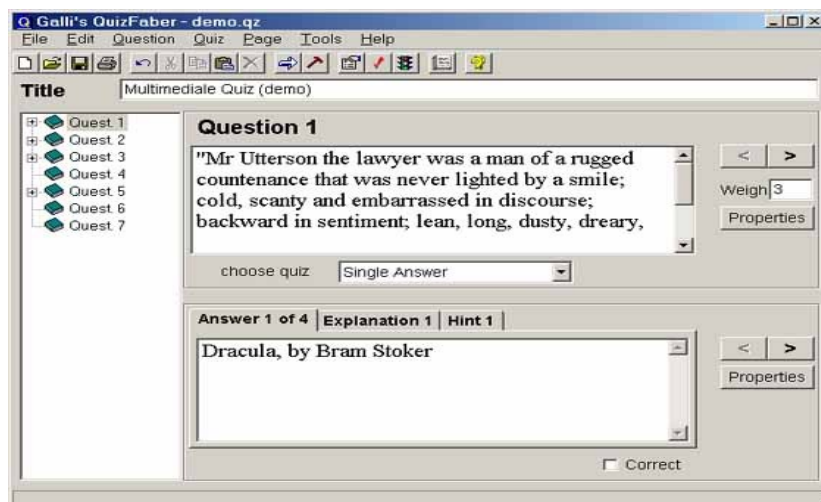 Galli's QuizFaber - demo.qz
File Edit Question Quiz Page Tools Help
Title Multimediale Quiz (demo)
Quest 1
Quest 2
Quest 3
Quest 4
Quest 5
Quest 6
Quest 7
Question 1
"Mr Utterson the lawyer was a man of a rugged
countenance that was never lighted by a smile;
cold, scanty and embarrassed in discourse;
backward in sentiment; lean, long, dusty, dreary,
< >
Weigh 3
Properties
choose quiz Single Answer
Answer 1 of 4 Explanation 1 Hint 1
Dracula, by Bram Stoker
< >
Properties
Correct